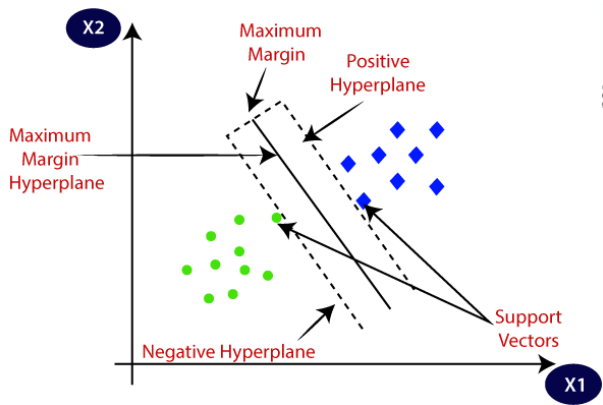 X2
Maximum
Margin
Positive
Hyperplane
Maximum
Margin
Hyperplane
Support
Vectors
Negative Hyperplane
X1